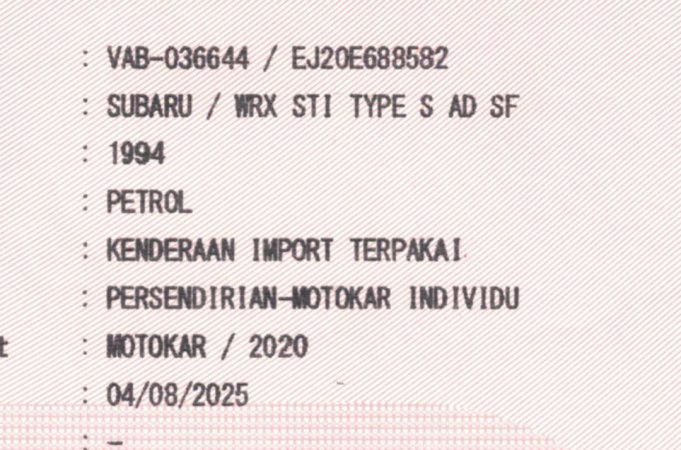 : VAB-036644 / EJ20E688582
: SUBARU / WRX STI TYPE S AD SF
: 1994
: PETROL
: KENDERAAN IMPORT TERPAKAI
: PERSENDIRIAN-MOTOKAR INDIVIDU
t : MOTOKAR / 2020
: 04/08/2025
: -